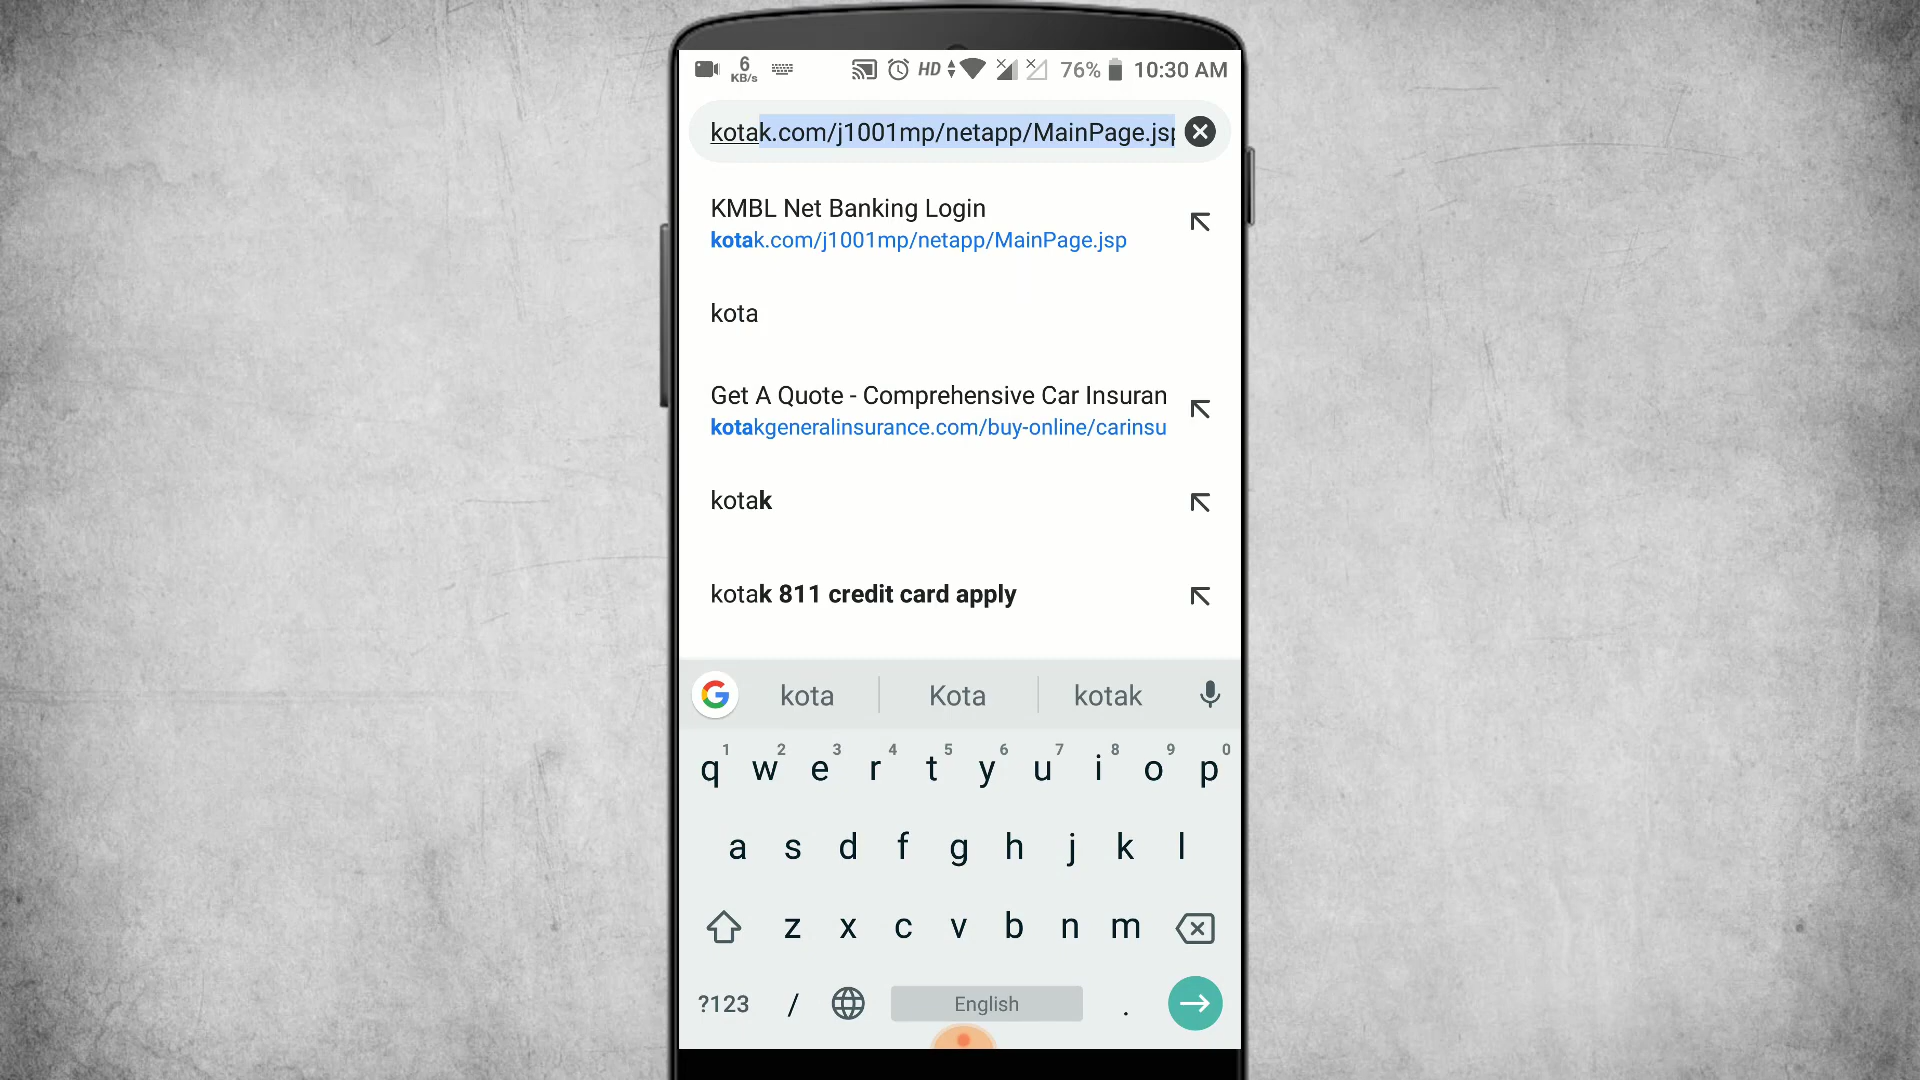 6
KB/s
HD
76%
10:30 AM
kotak.com/j1001mp/netapp/MainPage.jsp
KMBL Net Banking Login
kotak.com/j1001mp/netapp/MainPage.jsp
kota
Get A Quote - Comprehensive Car Insuran
kotakgeneralinsurance.com/buy-online/carinsu
kotak
kotak 811 credit card apply
G kota Kota kotak
1 2 3 4 5 6 7 8 9 0
q w e r t y u i o p
a s d f g h j k l
z x c v b n m
?123 / English .